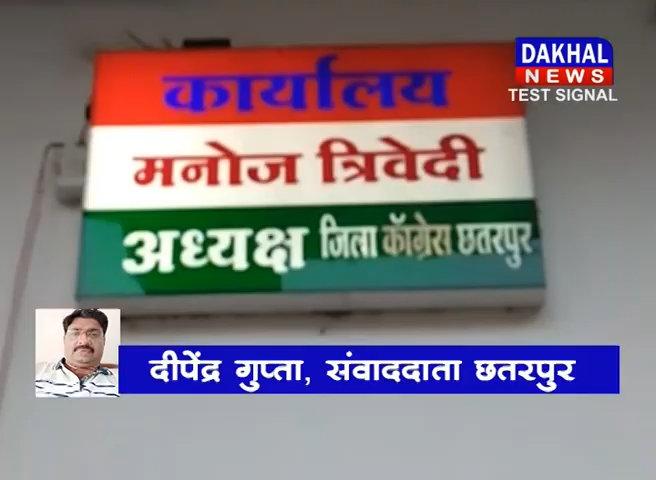 DAKHAL
NEWS
TEST SIGNAL
कार्यालय
मनोज त्रिवेदी
अध्यक्ष जिला कॉग्रेस छतरपुर
दीपेंद्र गुप्ता, संवाददाता छतरपुर